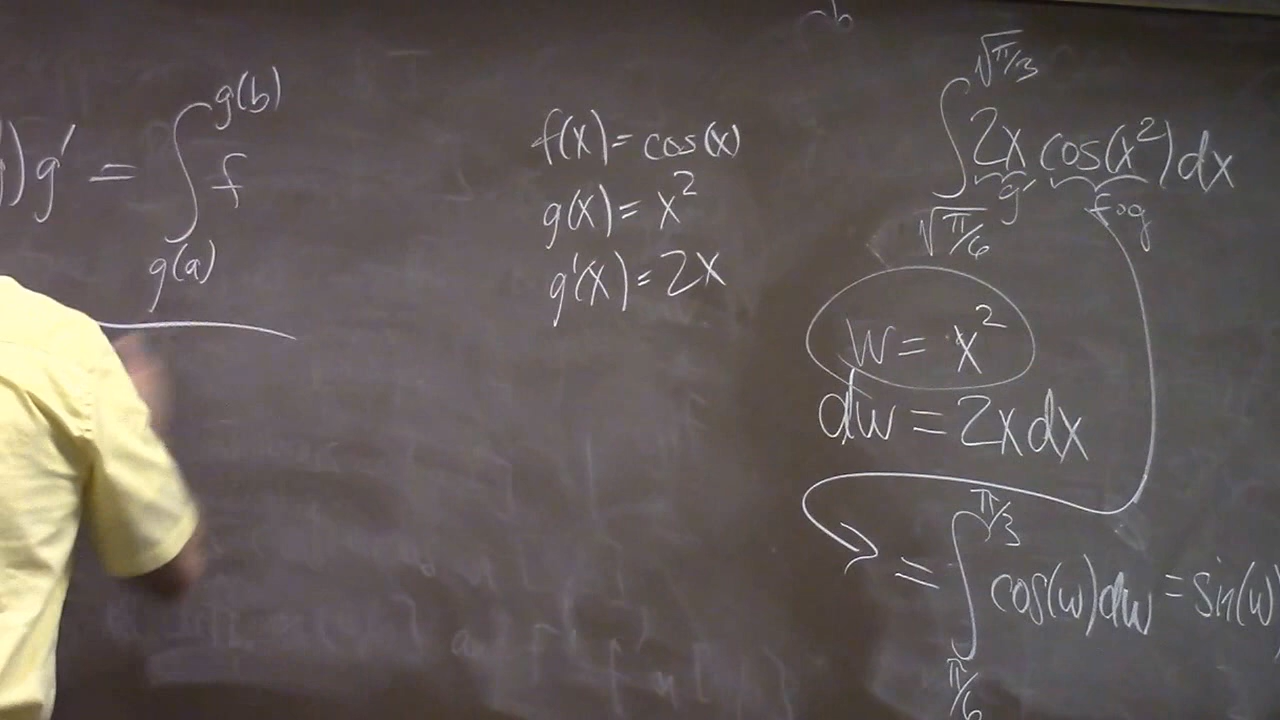 )g' = ∫_{g(a)}^{g(b)} f
f(x) = cos(x)
g(x) = x²
g'(x) = 2x
∫_{√π/6}^{√π/3} 2x cos(x²) dx
g' f∘g
w = x²
dw = 2x dx
= ∫_{π/6}^{π/3} cos(w) dw = sin(w)